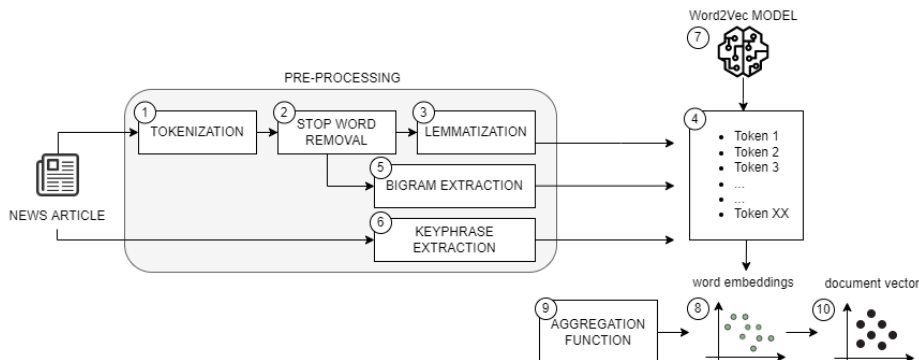 Word2Vec MODEL
7
PRE-PROCESSING
1
TOKENIZATION
2
STOP WORD
REMOVAL
3
LEMMATIZATION
4
• Token 1
• Token 2
• Token 3
• ...
• ...
• Token XX
5
BIGRAM EXTRACTION
NEWS ARTICLE
6
KEYPHRASE
EXTRACTION
word embeddings
document vector
9
AGGREGATION
FUNCTION
8
10